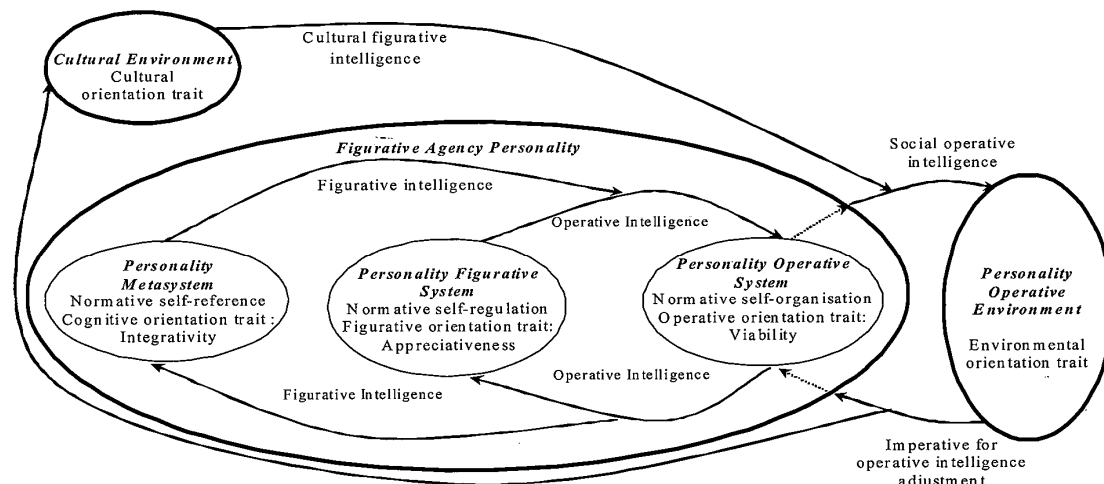 Cultural Environment
Cultural
orientation trait
Cultural figurative
intelligence
Figurative Agency Personality
Social operative
intelligence
Figurative intelligence
Operative Intelligence
Personality
Metasystem
Normative self-reference
Cognitive orientation trait :
Integrativity
Personality Figurative
System
Normative self-regulation
Figurative orientation trait:
Appreciativeness
Personality Operative
System
Normative self-organisation
Operative orientation trait:
Viability
Personality
Operative
Environment
Environmental
orientation trait
Operative Intelligence
Figurative Intelligence
Imperative for
operative intelligence
adjustment